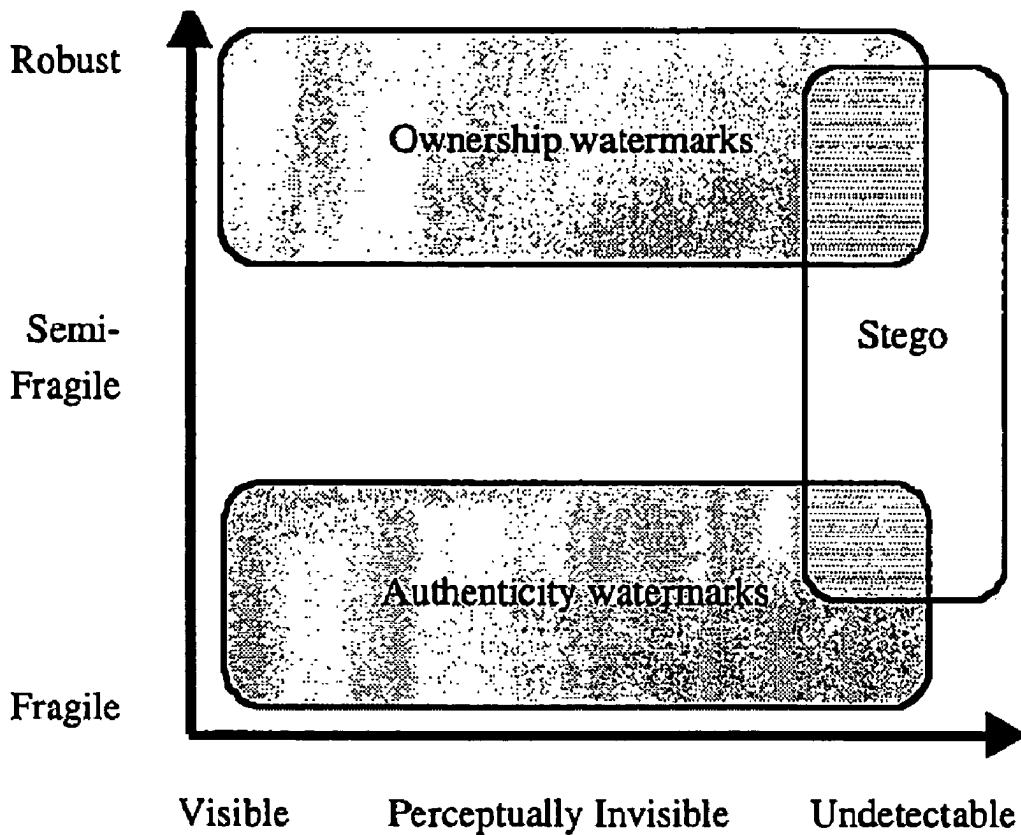 Robust
Ownership watermarks
Semi-
Fragile
Stego
Authenticity watermarks
Fragile
Visible
Perceptually Invisible
Undetectable